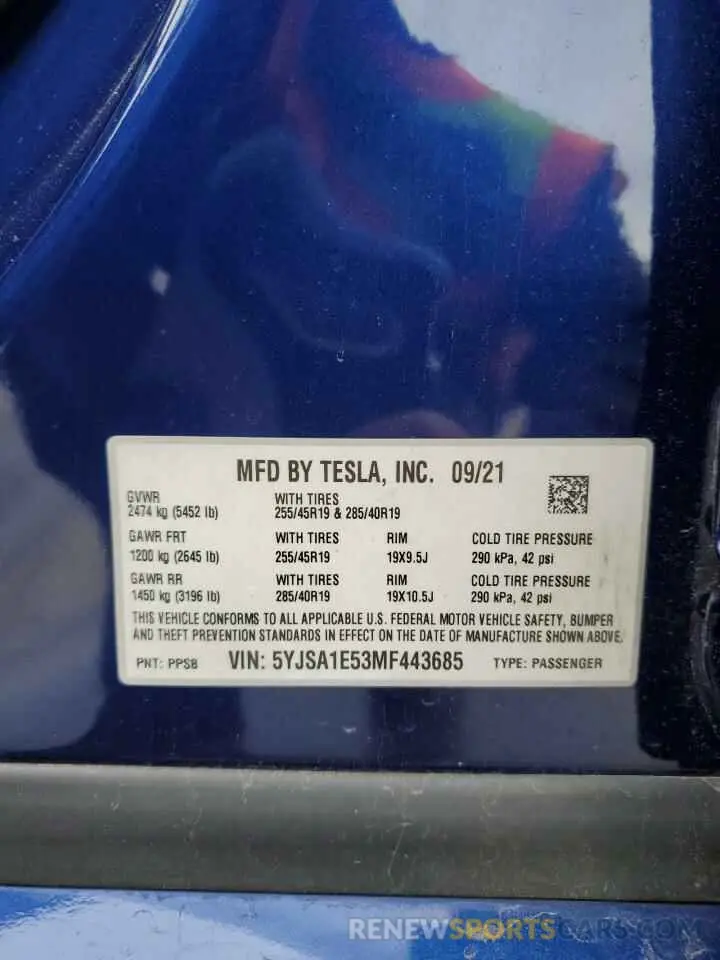 MFD BY TESLA, INC. 09/21
GVWR
2474 kg (5452 lb)
WITH TIRES
255/45R19 & 285/40R19
GAWR FRT WITH TIRES RIM COLD TIRE PRESSURE
1200 kg (2645 lb) 255/45R19 19X9.5J 290 kPa, 42 psi
GAWR RR WITH TIRES RIM COLD TIRE PRESSURE
1450 kg (3196 lb) 285/40R19 19X10.5J 290 kPa, 42 psi
THIS VEHICLE CONFORMS TO ALL APPLICABLE U.S. FEDERAL MOTOR VEHICLE SAFETY, BUMPER
AND THEFT PREVENTION STANDARDS IN EFFECT ON THE DATE OF MANUFACTURE SHOWN ABOVE.
PNT: PPSB VIN: 5YJSA1E53MF443685 TYPE: PASSENGER
RENEWSPORTSCARS.COM